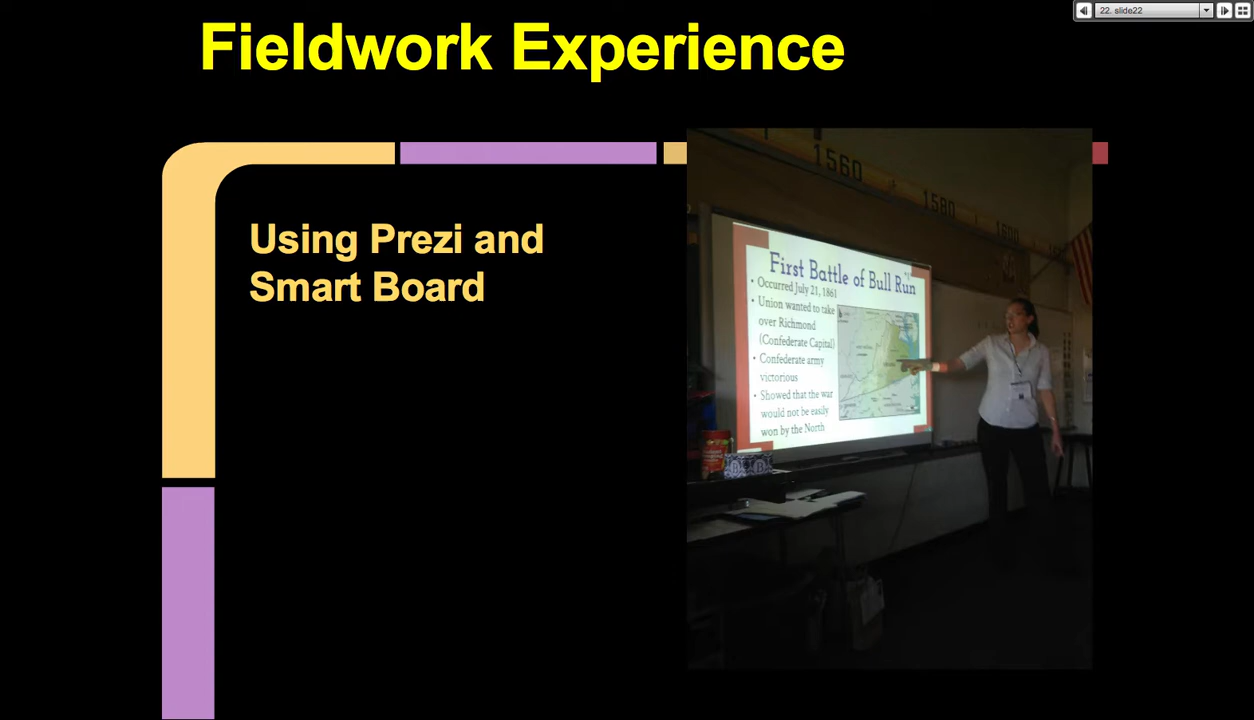 22. slide22
Fieldwork Experience
Using Prezi and
Smart Board
1560
1580
1600
First Battle of Bull Run
• Occurred July 21, 1861
• Union wanted to take
over Richmond
(Confederate Capital)
• Confederate army
victorious
• Showed that the war
would not be easily
won by the North